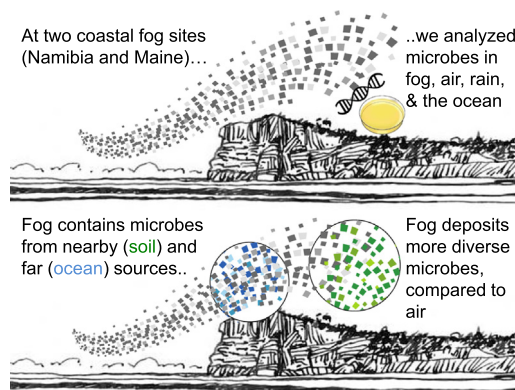 At two coastal fog sites
(Namibia and Maine)…
..we analyzed
microbes in
fog, air, rain,
& the ocean
Fog contains microbes
from nearby (soil) and
far (ocean) sources..
Fog deposits
more diverse
microbes,
compared to
air